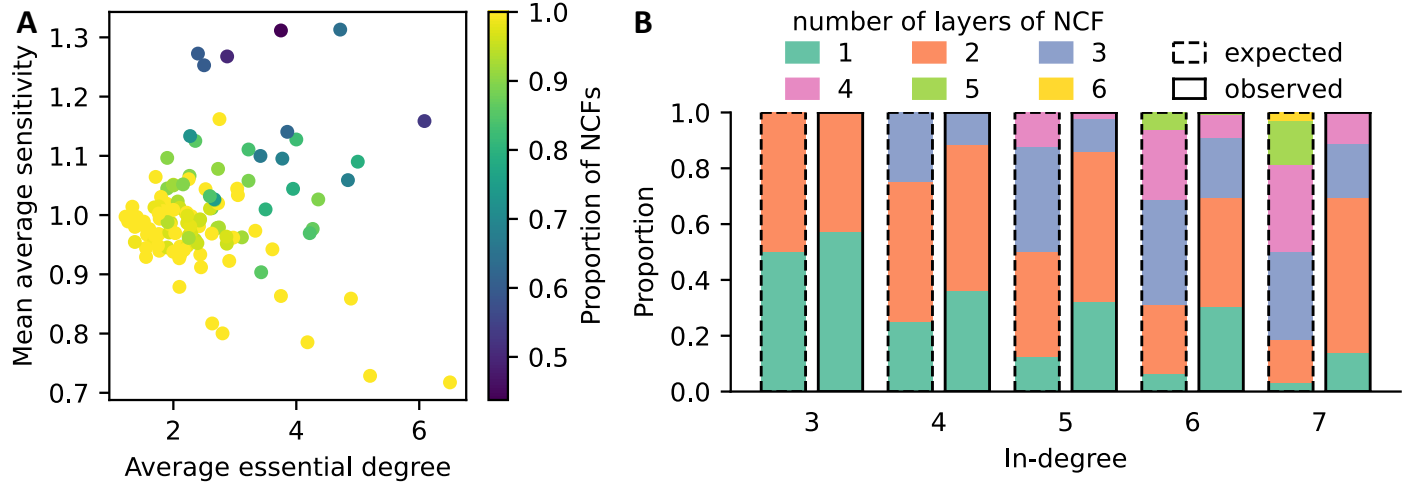 A
Mean average sensitivity
1.3
1.2
1.1
1.0
0.9
0.8
0.7
2 4 6
Average essential degree
1.0
0.9
0.8
0.7
0.6
0.5
Proportion of NCFs
B
number of layers of NCF
1 2 3 expected
4 5 6 observed
Proportion
1.0
0.8
0.6
0.4
0.2
0.0
3 4 5 6 7
In-degree